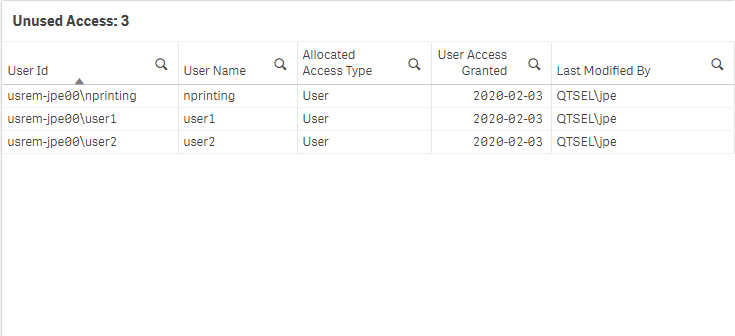 Unused Access: 3
User Id User Name Allocated Access Type User Access Granted Last Modified By
usrem-jpe00\nprinting nprinting User 2020-02-03 QTSEL\jpe
usrem-jpe00\user1 user1 User 2020-02-03 QTSEL\jpe
usrem-jpe00\user2 user2 User 2020-02-03 QTSEL\jpe